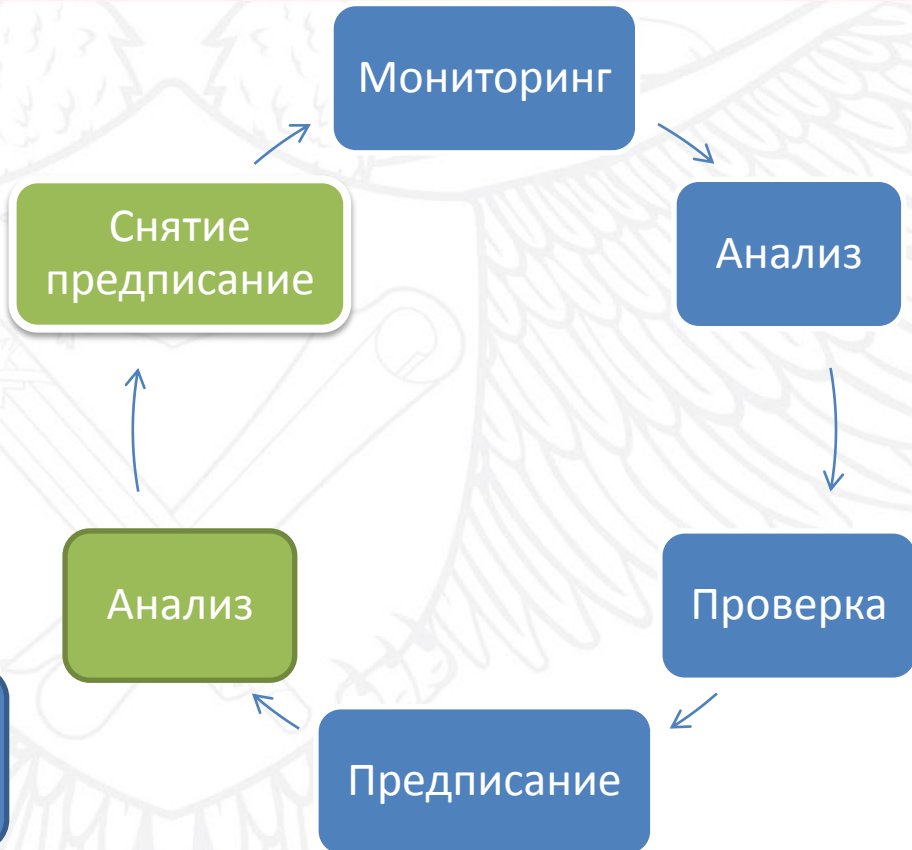 Мониторинг
Анализ
Проверка
Предписание
Анализ
Снятие
предписание